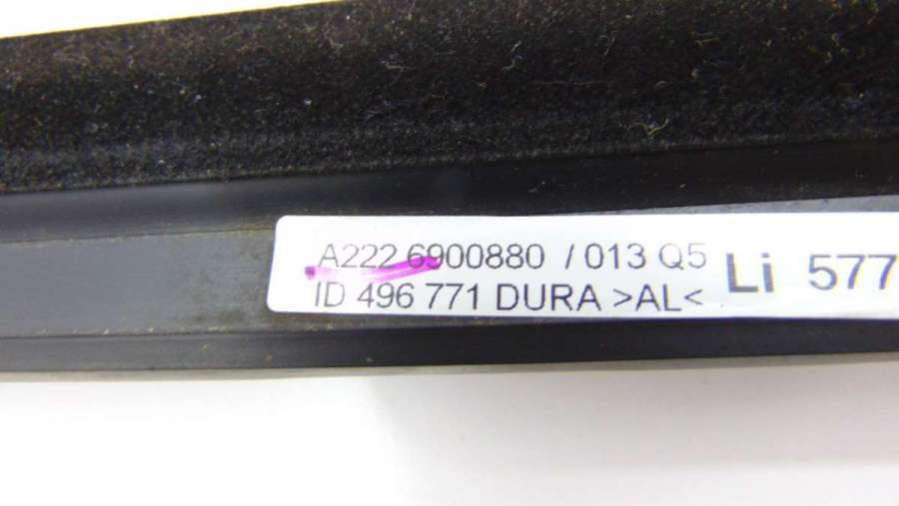 A222 6900880 / 013 Q5
ID 496 771 DURA >AL<
Li 577